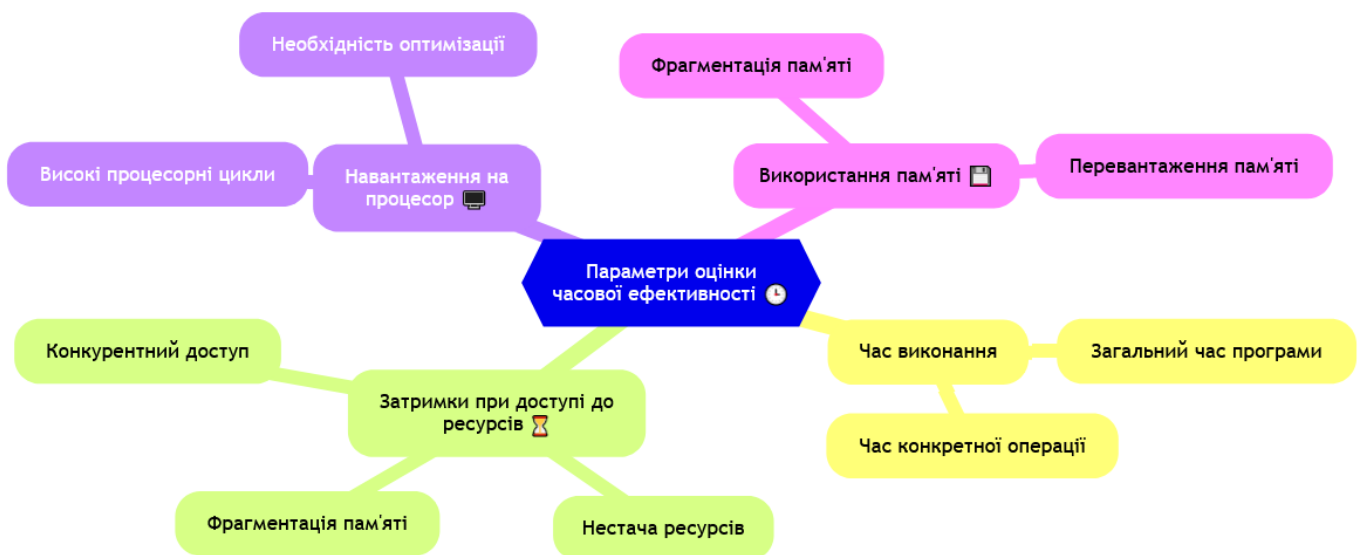 Необхідність оптимізації
Високі процесорні цикли
Навантаження на
процесор
Фрагментація пам'яті
Використання пам'яті
Перевантаження пам'яті
Параметри оцінки
часової ефективності
Конкурентний доступ
Затримки при доступі до
ресурсів
Фрагментація пам'яті
Нестача ресурсів
Час виконання
Загальний час програми
Час конкретної операції